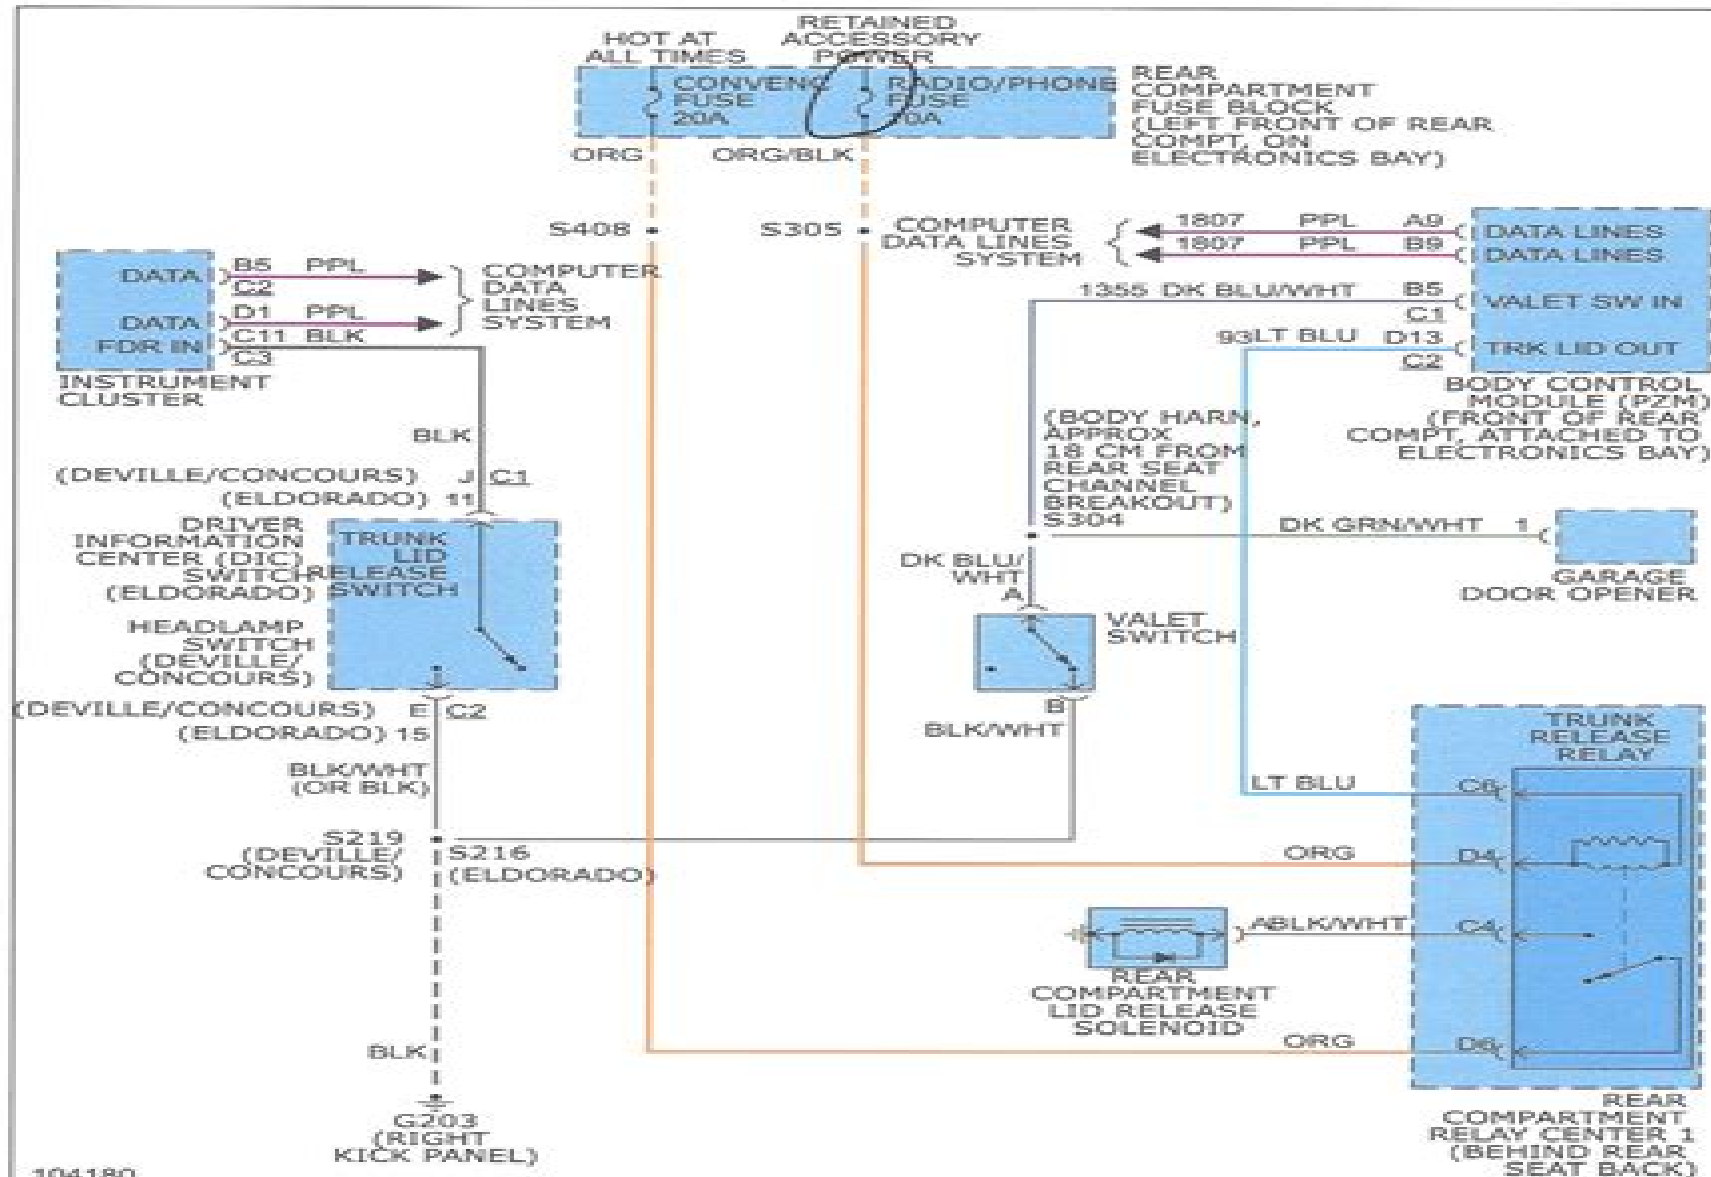 HOT AT
ALL TIMES
RETAINED
ACCESSORY
POWER
CONVENC
FUSE
20A
RADIO/PHONE
FUSE
10A
REAR
COMPARTMENT
FUSE BLOCK
(LEFT FRONT OF REAR
COMPT, ON
ELECTRONICS BAY)
ORG
ORG/BLK
S408
S305
COMPUTER
DATA LINES
SYSTEM
1807 PPL A9
DATA LINES
1807 PPL B9
DATA LINES
1355 DK BLU/WHT B5
C1
VALET SW IN
93 LT BLU D13
C2
TRK LID OUT
BODY CONTROL
MODULE (PZM)
(FRONT OF REAR
COMPT, ATTACHED TO
ELECTRONICS BAY)
DATA
B5 PPL
C2
DATA
D1 PPL
FDR IN
C11 BLK
C3
COMPUTER
DATA
LINES
SYSTEM
INSTRUMENT
CLUSTER
BLK
(DEVILLE/CONCOURS) J C1
(ELDORADO) 11
DRIVER
INFORMATION
CENTER (DIC)
SWITCH
(ELDORADO)
TRUNK
LID
RELEASE
SWITCH
HEADLAMP
SWITCH
(DEVILLE/
CONCOURS)
(DEVILLE/CONCOURS) E C2
(ELDORADO) 15
BLK/WHT
(OR BLK)
S219
(DEVILLE/
CONCOURS)
S216
(ELDORADO)
BLK
G203
(RIGHT
KICK PANEL)
104180
(BODY HARN,
APPROX
18 CM FROM
REAR SEAT
CHANNEL
BREAKOUT)
S304
DK GRN/WHT 1
GARAGE
DOOR OPENER
DK BLU/
WHT
A
VALET
SWITCH
B
BLK/WHT
TRUNK
RELEASE
RELAY
LT BLU C6
ORG D4
A BLK/WHT C4
REAR
COMPARTMENT
LID RELEASE
SOLENOID
ORG D6
REAR
COMPARTMENT
RELAY CENTER 1
(BEHIND REAR
SEAT BACK)